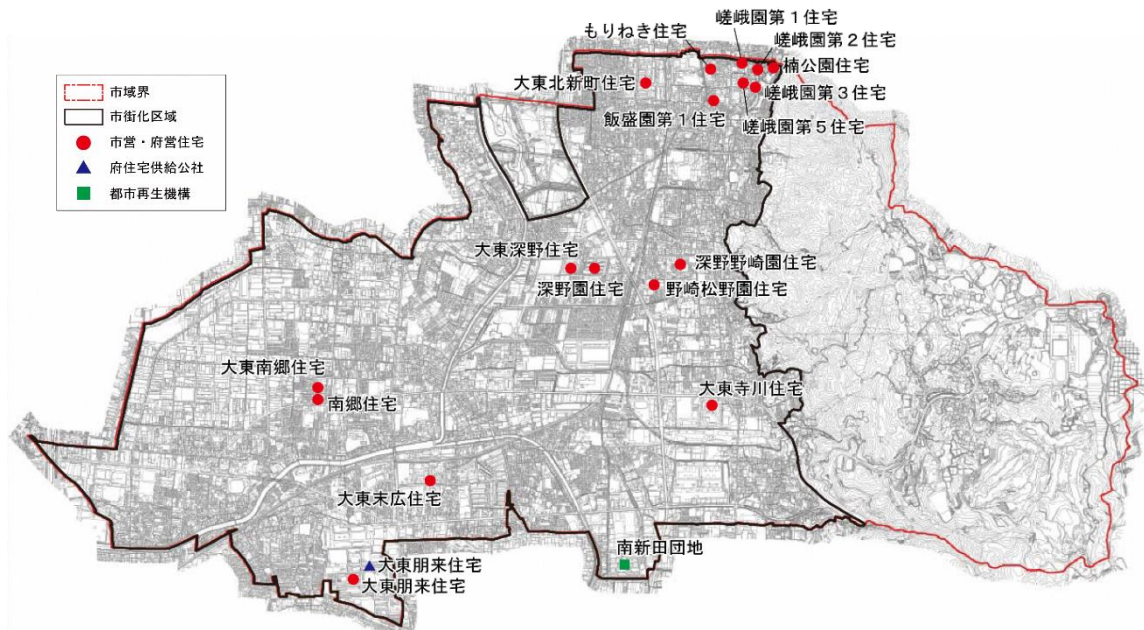 嵯峨園第１住宅
もりねき住宅
嵯峨園第２住宅
楠公園住宅
大東北新町住宅
嵯峨園第３住宅
飯盛園第１住宅
嵯峨園第５住宅
市域界
市街化区域
市営・府営住宅
府住宅供給公社
都市再生機構
大東深野住宅
深野園住宅
深野野崎園住宅
野崎松野園住宅
大東南郷住宅
南郷住宅
大東寺川住宅
大東末広住宅
南新田団地
大東朋来住宅
大東朋来住宅